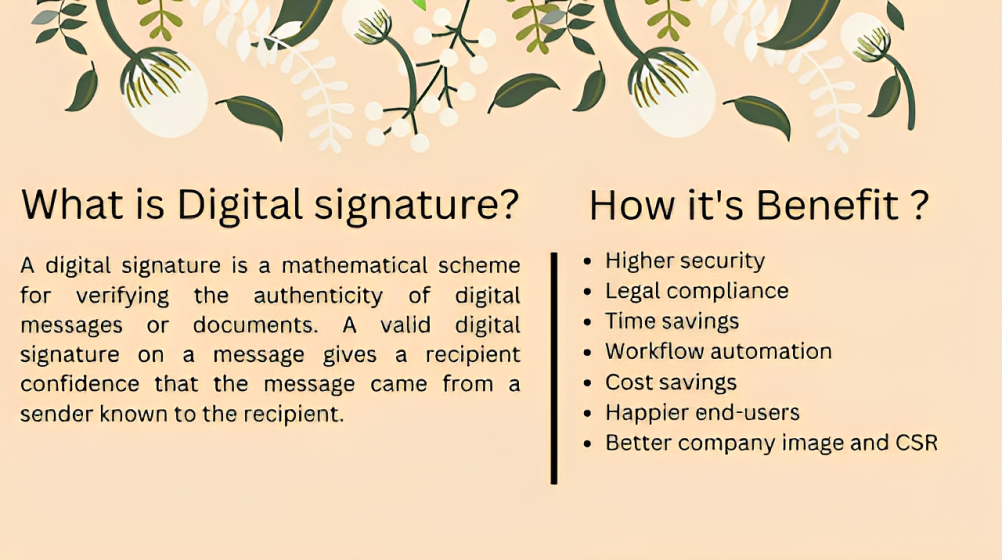 What is Digital signature?
A digital signature is a mathematical scheme
for verifying the authenticity of digital
messages or documents. A valid digital
signature on a message gives a recipient
confidence that the message came from a
sender known to the recipient.
How it's Benefit ?
• Higher security
• Legal compliance
• Time savings
• Workflow automation
• Cost savings
• Happier end-users
• Better company image and CSR